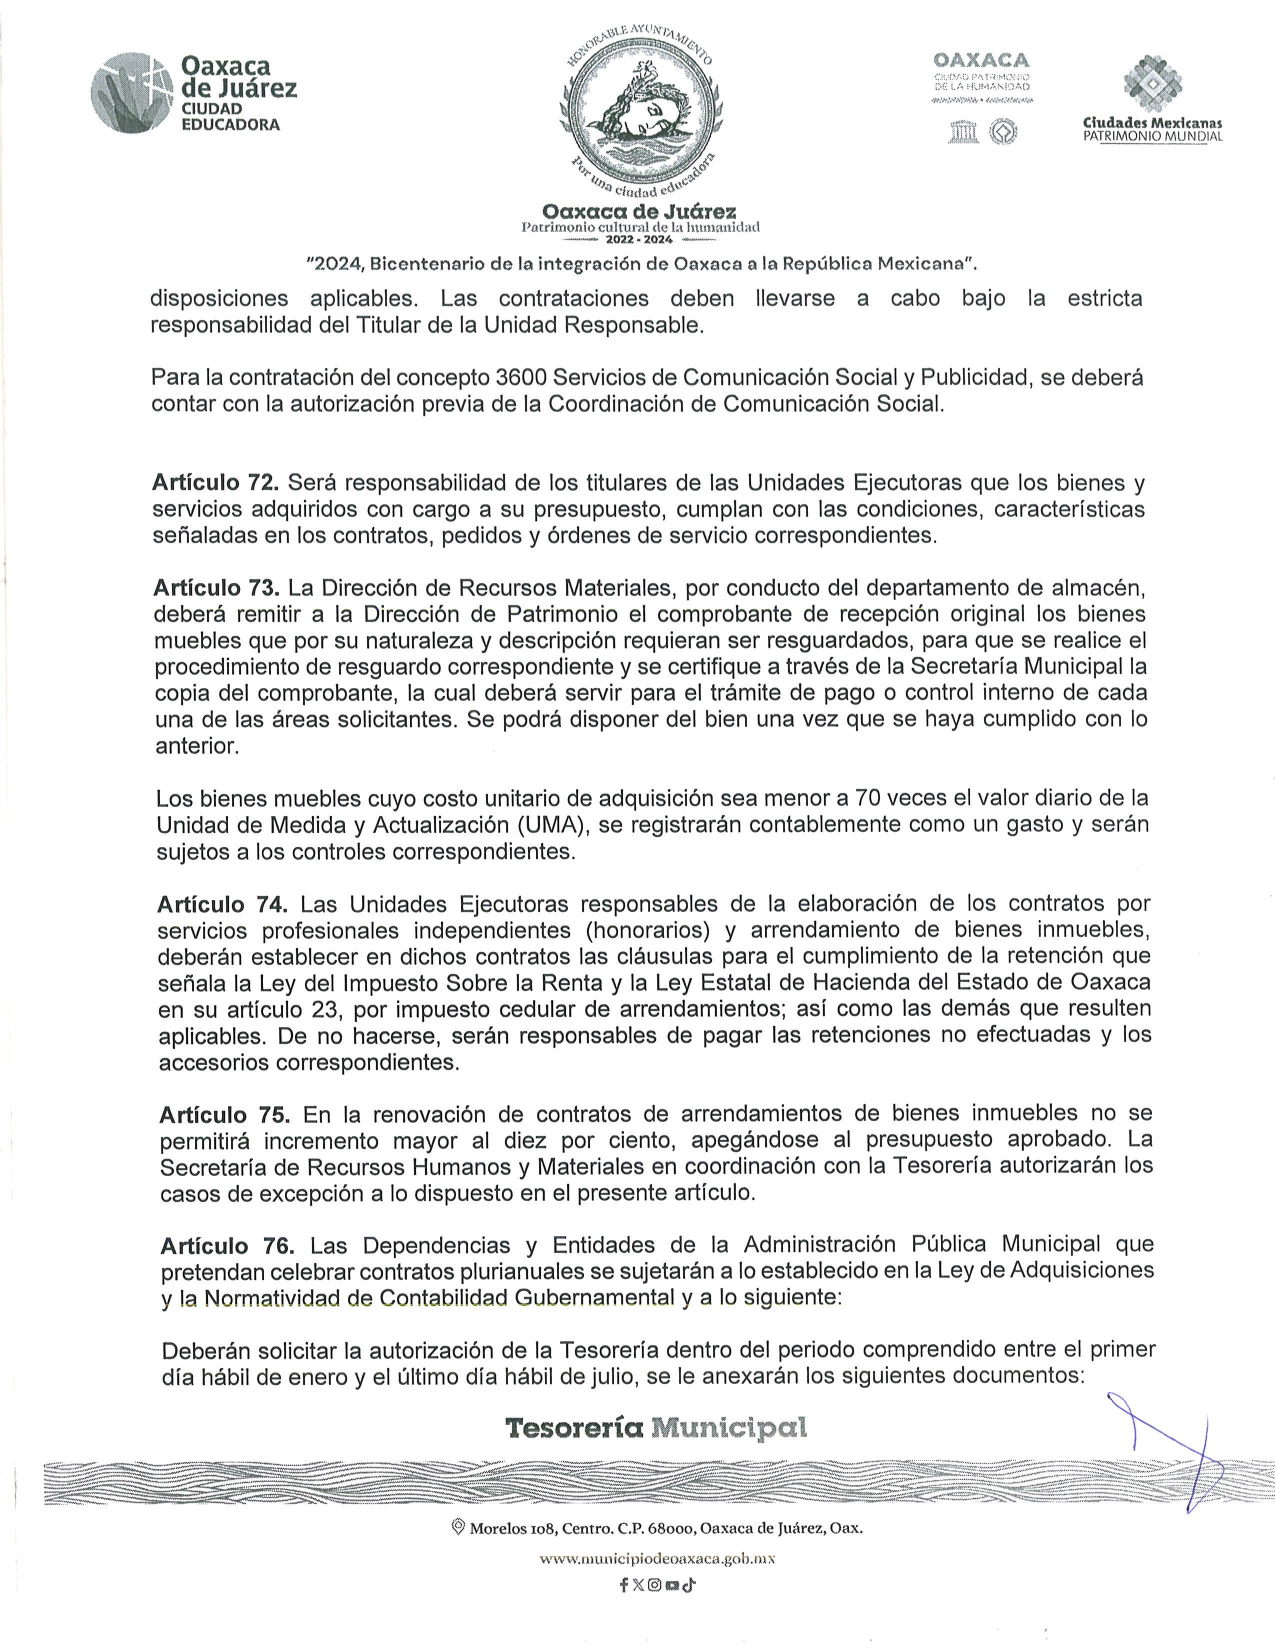 Oaxaca
de Juárez
CIUDAD
EDUCADORA
HONORABLE AYUNTAMIENTO
Por una ciudad educadora
Oaxaca de Juárez
Patrimonio cultural de la humanidad
2022 - 2024
OAXACA
CIUDAD PATRIMONIO
DE LA HUMANIDAD
Ciudades Mexicanas
PATRIMONIO MUNDIAL
"2024, Bicentenario de la integración de Oaxaca a la República Mexicana".
disposiciones aplicables. Las contrataciones deben llevarse a cabo bajo la estricta
responsabilidad del Titular de la Unidad Responsable.
Para la contratación del concepto 3600 Servicios de Comunicación Social y Publicidad, se deberá
contar con la autorización previa de la Coordinación de Comunicación Social.
Artículo 72. Será responsabilidad de los titulares de las Unidades Ejecutoras que los bienes y
servicios adquiridos con cargo a su presupuesto, cumplan con las condiciones, características
señaladas en los contratos, pedidos y órdenes de servicio correspondientes.
Artículo 73. La Dirección de Recursos Materiales, por conducto del departamento de almacén,
deberá remitir a la Dirección de Patrimonio el comprobante de recepción original los bienes
muebles que por su naturaleza y descripción requieran ser resguardados, para que se realice el
procedimiento de resguardo correspondiente y se certifique a través de la Secretaría Municipal la
copia del comprobante, la cual deberá servir para el trámite de pago o control interno de cada
una de las áreas solicitantes. Se podrá disponer del bien una vez que se haya cumplido con lo
anterior.
Los bienes muebles cuyo costo unitario de adquisición sea menor a 70 veces el valor diario de la
Unidad de Medida y Actualización (UMA), se registrarán contablemente como un gasto y serán
sujetos a los controles correspondientes.
Artículo 74. Las Unidades Ejecutoras responsables de la elaboración de los contratos por
servicios profesionales independientes (honorarios) y arrendamiento de bienes inmuebles,
deberán establecer en dichos contratos las cláusulas para el cumplimiento de la retención que
señala la Ley del Impuesto Sobre la Renta y la Ley Estatal de Hacienda del Estado de Oaxaca
en su artículo 23, por impuesto cedular de arrendamientos; así como las demás que resulten
aplicables. De no hacerse, serán responsables de pagar las retenciones no efectuadas y los
accesorios correspondientes.
Artículo 75. En la renovación de contratos de arrendamientos de bienes inmuebles no se
permitirá incremento mayor al diez por ciento, apegándose al presupuesto aprobado. La
Secretaría de Recursos Humanos y Materiales en coordinación con la Tesorería autorizarán los
casos de excepción a lo dispuesto en el presente artículo.
Artículo 76. Las Dependencias y Entidades de la Administración Pública Municipal que
pretendan celebrar contratos plurianuales se sujetarán a lo establecido en la Ley de Adquisiciones
y la Normatividad de Contabilidad Gubernamental y a lo siguiente:
Deberán solicitar la autorización de la Tesorería dentro del periodo comprendido entre el primer
día hábil de enero y el último día hábil de julio, se le anexarán los siguientes documentos:
Tesorería Municipal
Morelos 108, Centro. C.P. 68000, Oaxaca de Juárez, Oax.
www.municipiodeoaxaca.gob.mx